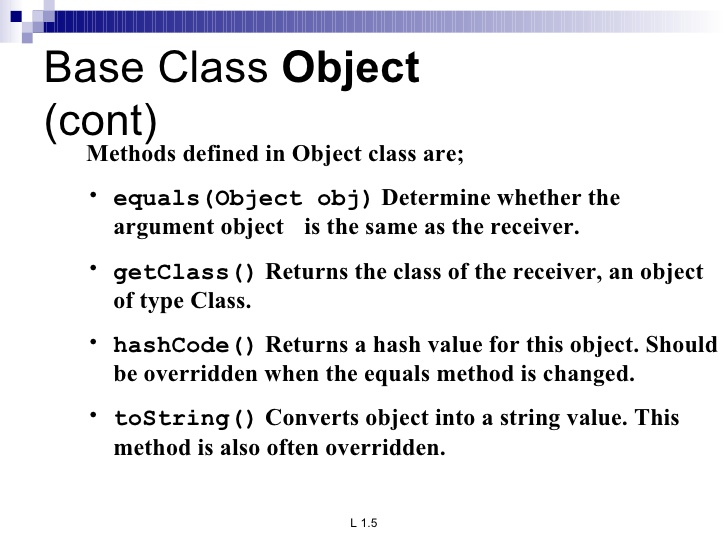 Base Class Object
(cont)
Methods defined in Object class are;
• equals(Object obj) Determine whether the
argument object is the same as the receiver.
• getClass() Returns the class of the receiver, an object
of type Class.
• hashCode() Returns a hash value for this object. Should
be overridden when the equals method is changed.
• toString() Converts object into a string value. This
method is also often overridden.
L 1.5